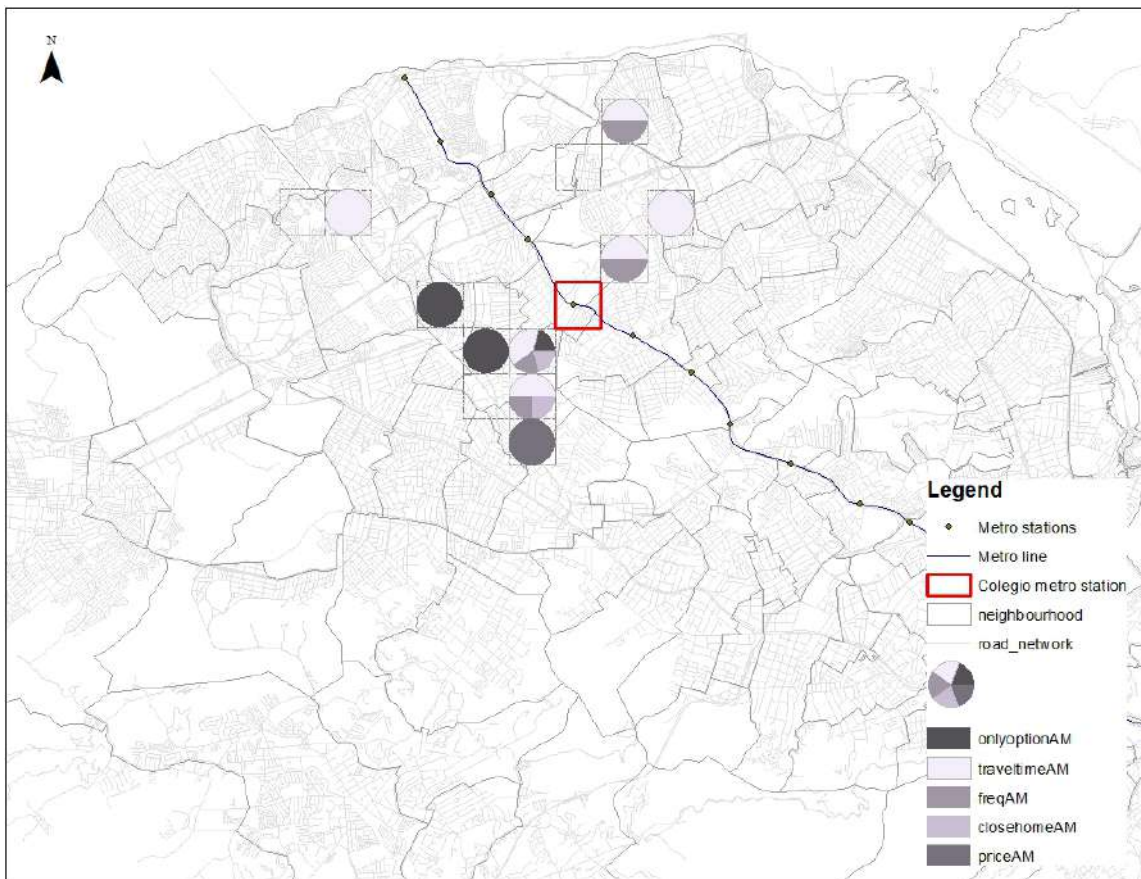 N
Legend
Metro stations
Metro line
Colegio metro station
neighbourhood
road_network
onlyoptionAM
traveltimeAM
freqAM
closehomeAM
priceAM